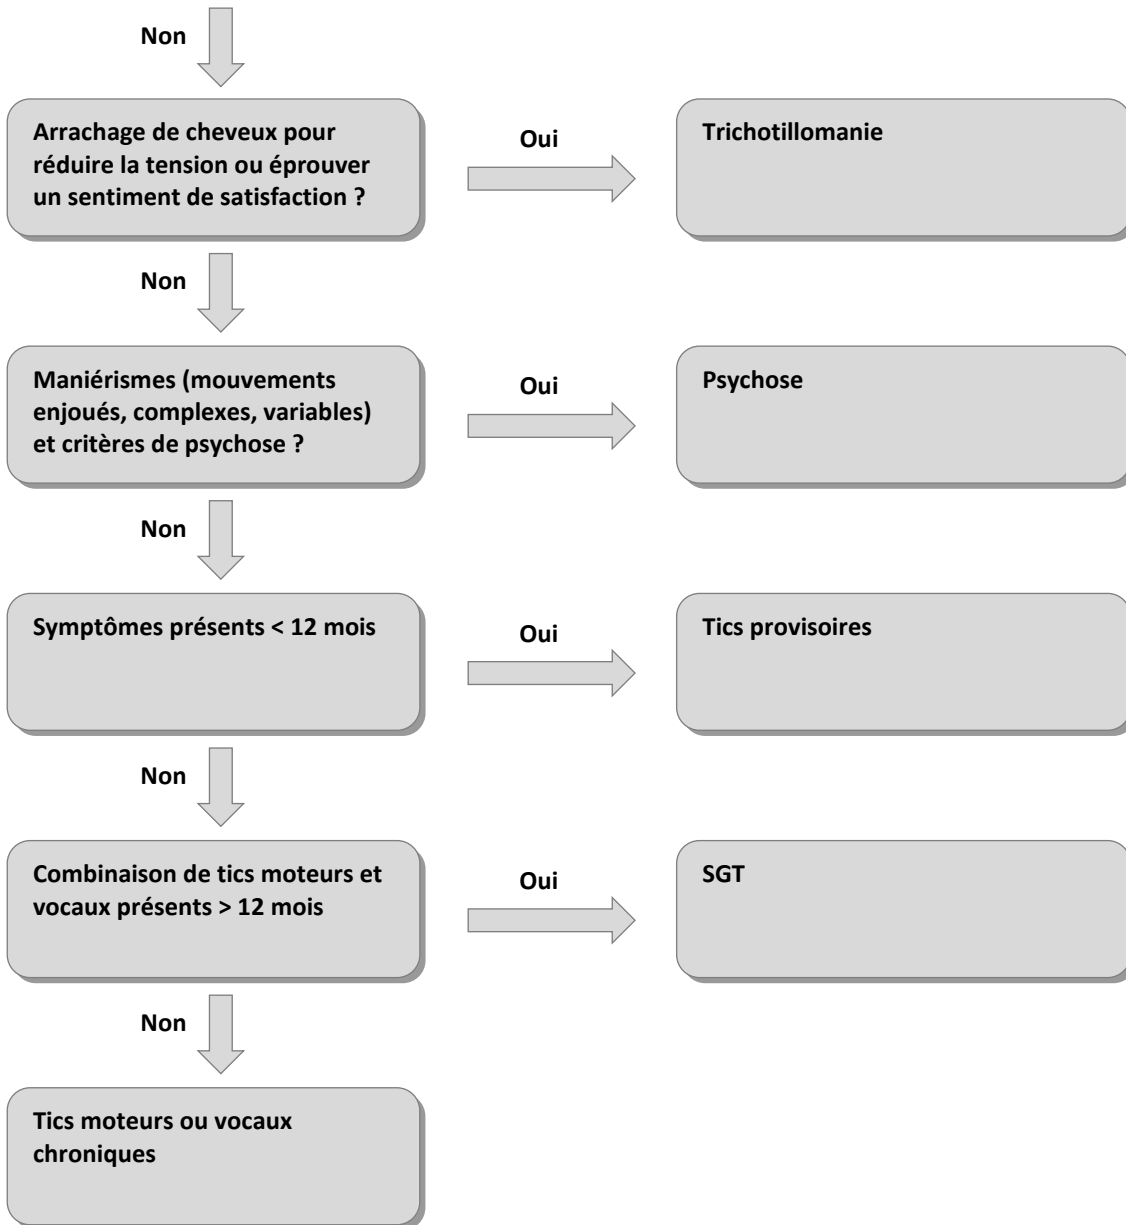 Non
Arrachage de cheveux pour
réduire la tension ou éprouver
un sentiment de satisfaction ?
Oui
Trichotillomanie
Non
Maniérismes (mouvements
enjoués, complexes, variables)
et critères de psychose ?
Oui
Psychose
Non
Symptômes présents < 12 mois
Oui
Tics provisoires
Non
Combinaison de tics moteurs et
vocaux présents > 12 mois
Oui
SGT
Non
Tics moteurs ou vocaux
chroniques